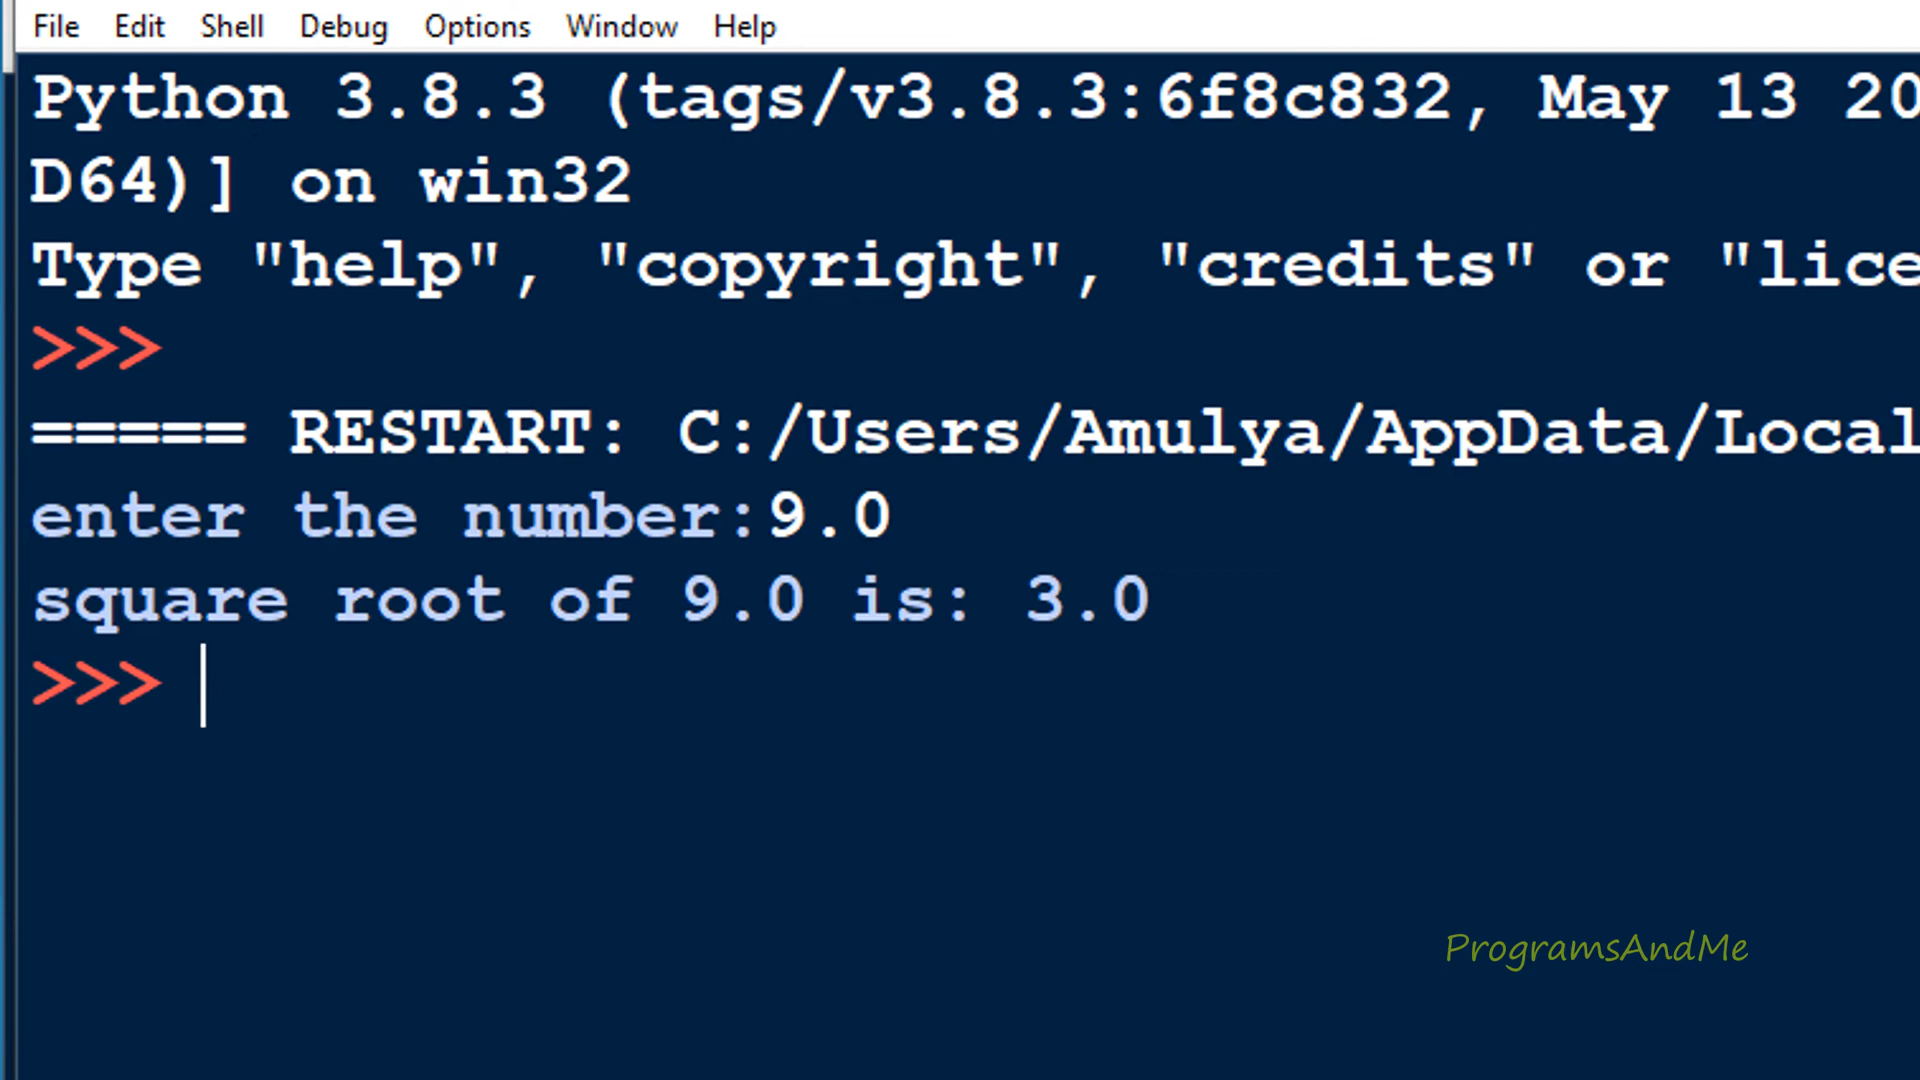 File Edit Shell Debug Options Window Help
Python 3.8.3 (tags/v3.8.3:6f8c832, May 13 20
D64)] on win32
Type "help", "copyright", "credits" or "lice
>>>
===== RESTART: C:/Users/Amulya/AppData/Local
enter the number:9.0
square root of 9.0 is: 3.0
>>>
ProgramsAndMe